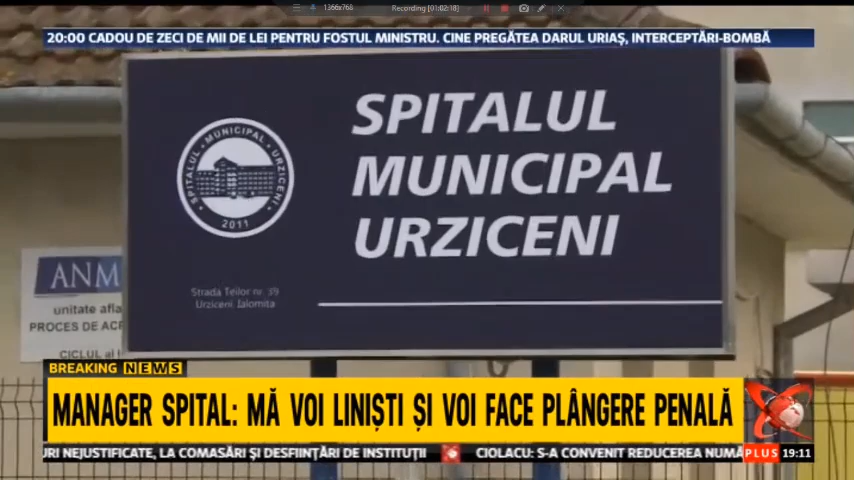 1366x768
Recording [01:02:18]
20:00 CADOU DE ZECI DE MII DE LEI PENTRU FOSTUL MINISTRU. CINE PREGĂTEA DARUL URIAȘ, INTERCEPTĂRI-BOMBĂ
SPITALUL MUNICIPAL URZICENI
2011
SPITALUL
MUNICIPAL
URZICENI
Strada Teilor nr. 39
Urziceni Ialomita
ANM
unitate afla
PROCES DE ACR
CICLUL al
BREAKING NEWS
MANAGER SPITAL: MĂ VOI LINIȘTI ȘI VOI FACE PLÂNGERE PENALĂ
URI NEJUSTIFICATE, LA COMASĂRI ȘI DESFIINȚĂRI DE INSTITUȚII
CIOLACU: S-A CONVENIT REDUCEREA NUMĂ
PLUS 19:11